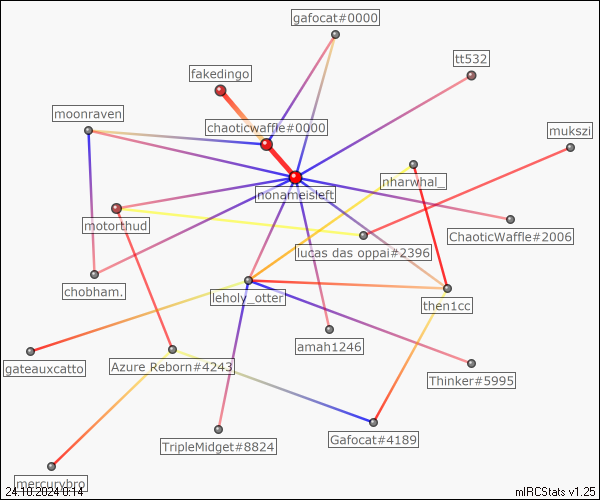 gafocat#0000
tt532
fakedingo
moonraven
chaoticwaffle#0000
mukszi
nharwhal_
nonameisleft
motorthud
ChaoticWaffle#2006
lucas das oppai#2396
chobham.
leholy_otter
then1cc
amah1246
gateauxcatto
Azure Reborn#4243
Thinker#5995
TripleMidget#8824
Gafocat#4189
mercurybro
24.10.2024 0:14
mIRCStats v1.25